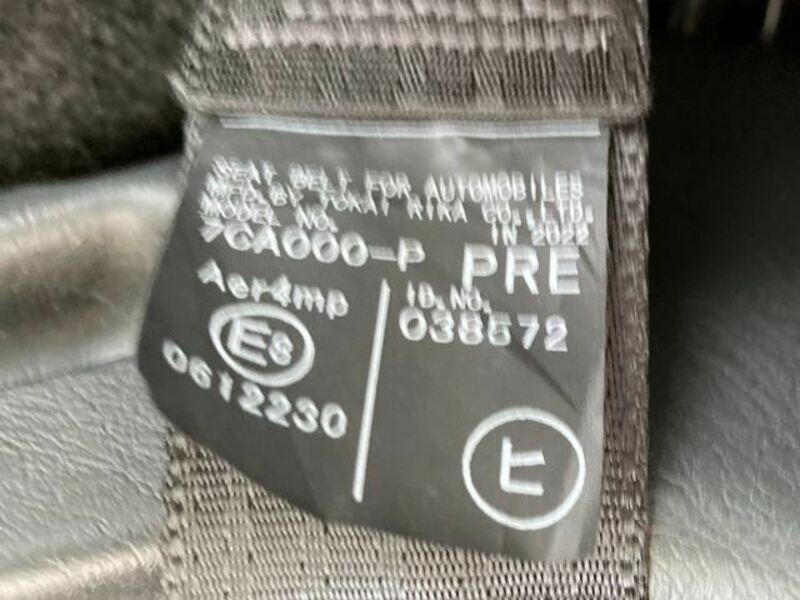 SEAT BELT FOR AUTOMOBILES
MFD. BY TOKAI RIKA CO., LTD.
MODEL NO. IN 2022
7CA000-P PRE
Aer4mp ID. NO.
E8 038572
0612230
ヒ